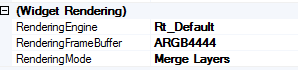 (Widget Rendering)
RenderingEngine Rt_Default
RenderingFrameBuffer ARGB4444
RenderingMode Merge Layers